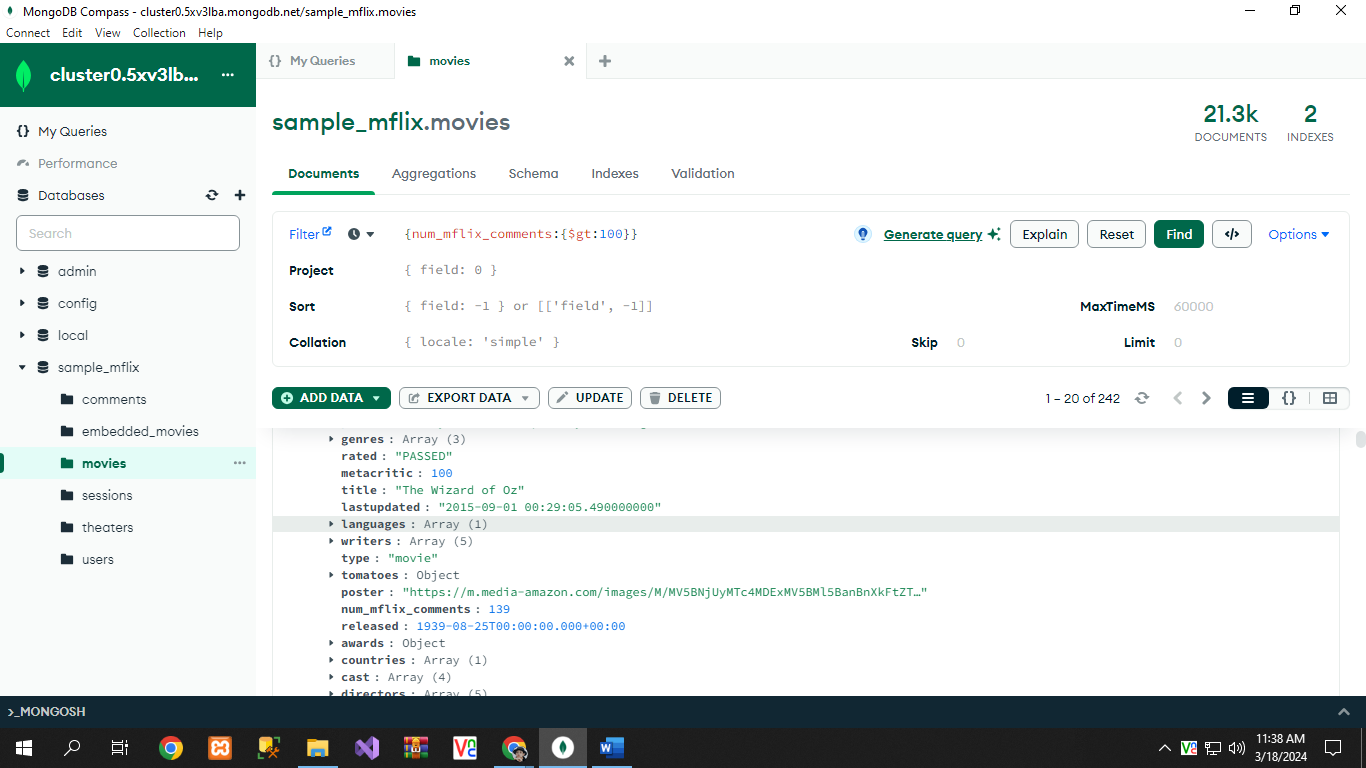 MongoDB Compass - cluster0.5xv3lba.mongodb.net/sample_mflix.movies
Connect Edit View Collection Help
cluster0.5xv3lb... ...
{} My Queries
movies
My Queries
Performance
Databases
Search
admin
config
local
sample_mflix
comments
embedded_movies
movies ...
sessions
theaters
users
sample_mflix.movies
21.3k DOCUMENTS
2 INDEXES
Documents Aggregations Schema Indexes Validation
Filter {num_mflix_comments:{$gt:100}} Generate query Explain Reset Find </> Options
Project { field: 0 }
Sort { field: -1 } or [['field', -1]] MaxTimeMS 60000
Collation { locale: 'simple' } Skip 0 Limit 0
ADD DATA EXPORT DATA UPDATE DELETE 1 – 20 of 242 {}
genres : Array (3)
rated : "PASSED"
metacritic : 100
title : "The Wizard of Oz"
lastupdated : "2015-09-01 00:29:05.490000000"
languages : Array (1)
writers : Array (5)
type : "movie"
tomatoes : Object
poster : "https://m.media-amazon.com/images/M/MV5BNjUyMTc4MDExMV5BMl5BanBnXkFtZT…"
num_mflix_comments : 139
released : 1939-08-25T00:00:00.000+00:00
awards : Object
countries : Array (1)
cast : Array (4)
directors : Array (5)
>_MONGOSH
11:38 AM
3/18/2024